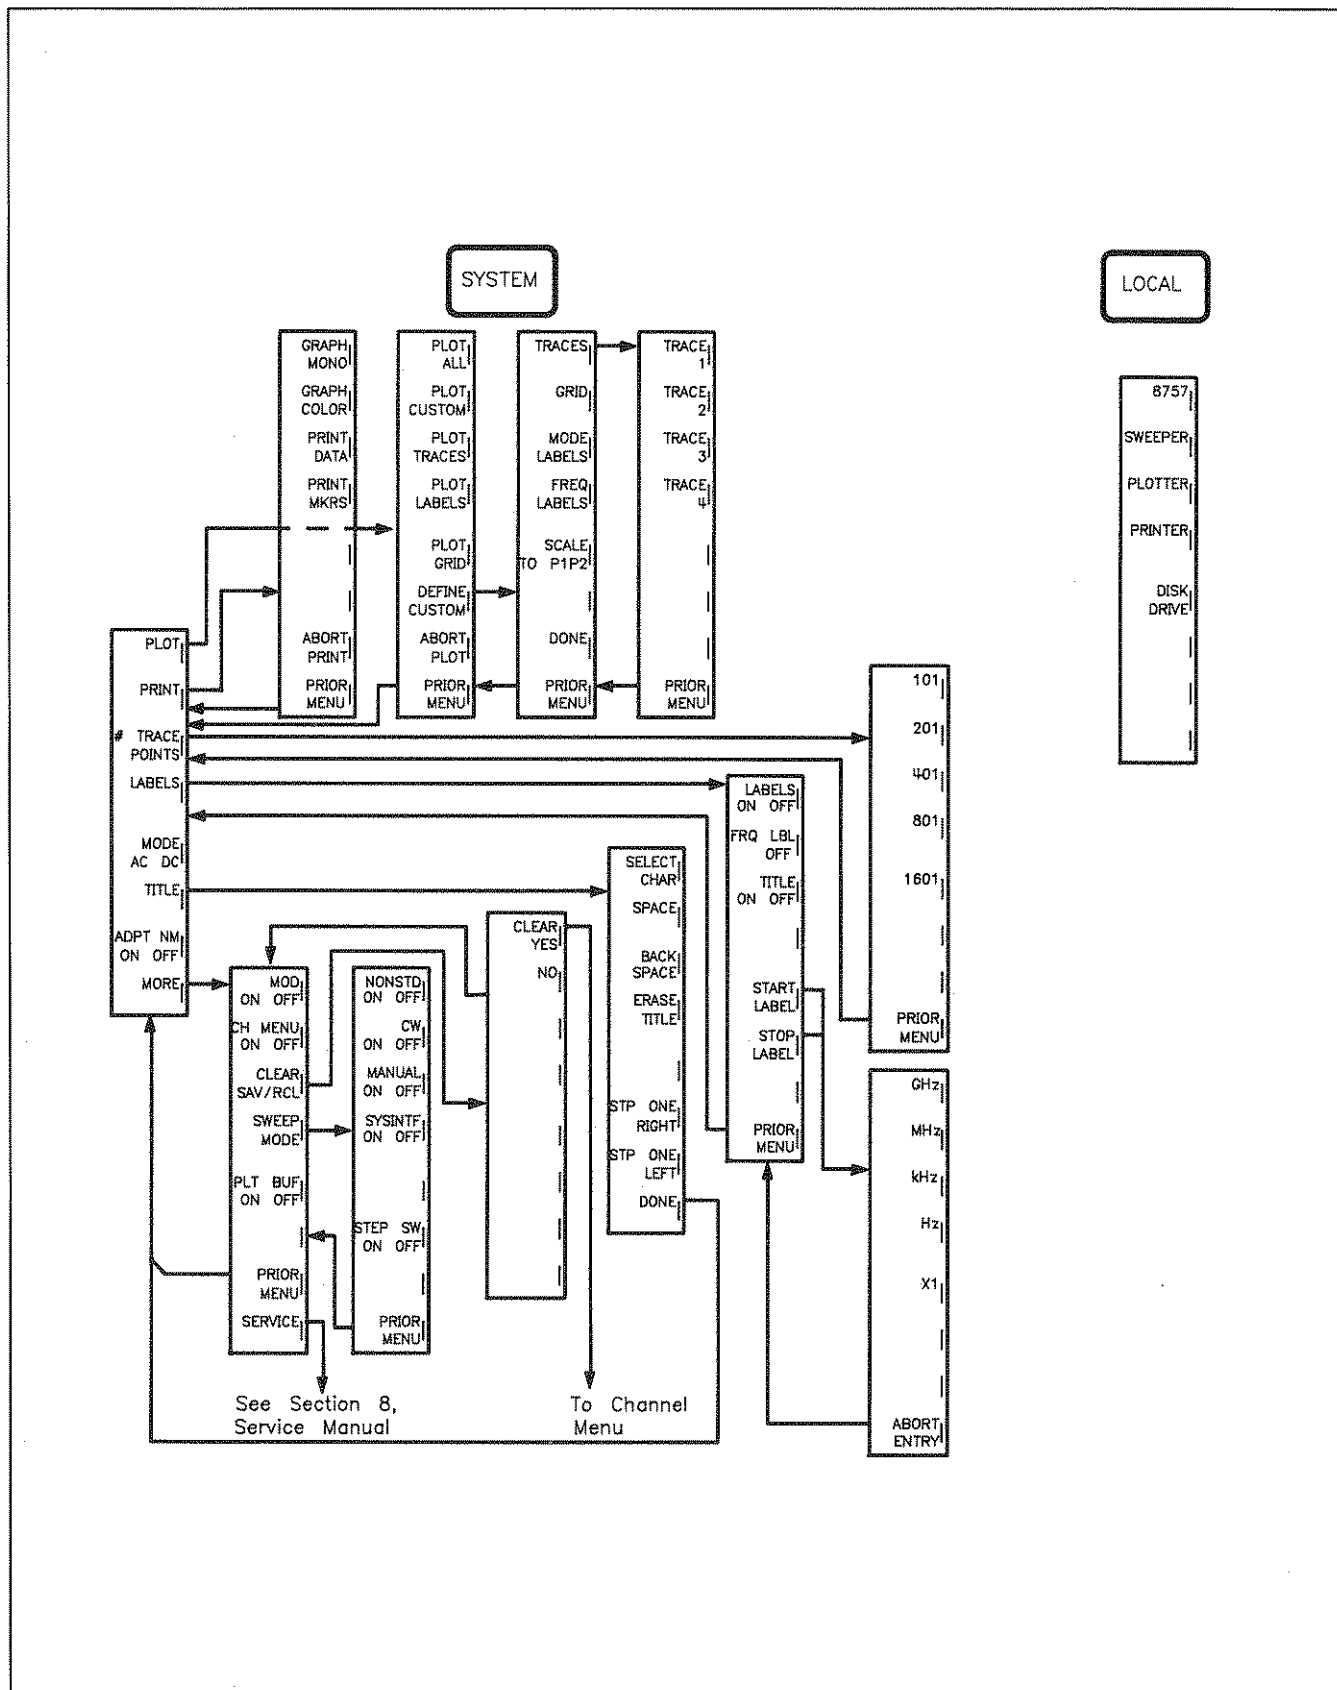 SYSTEM
LOCAL
GRAPH
MONO
GRAPH
COLOR
PRINT
DATA
PRINT
MKRS
ABORT
PRINT
PRIOR
MENU
PLOT
ALL
PLOT
CUSTOM
PLOT
TRACES
PLOT
LABELS
PLOT
GRID
DEFINE
CUSTOM
ABORT
PLOT
PRIOR
MENU
TRACES
GRID
MODE
LABELS
FREQ
LABELS
SCALE
TO P1P2
DONE
PRIOR
MENU
TRACE
1
TRACE
2
TRACE
3
TRACE
4
PRIOR
MENU
8757
SWEEPER
PLOTTER
PRINTER
DISK
DRIVE
PLOT
PRINT
# TRACE
POINTS
LABELS
MODE
AC DC
TITLE
ADPT NM
ON OFF
MORE
101
201
401
801
1601
PRIOR
MENU
LABELS
ON OFF
FRQ LBL
OFF
TITLE
ON OFF
START
LABEL
STOP
LABEL
PRIOR
MENU
SELECT
CHAR
SPACE
BACK
SPACE
ERASE
TITLE
STP ONE
RIGHT
STP ONE
LEFT
DONE
CLEAR
YES
NO
MOD
ON OFF
CH MENU
ON OFF
CLEAR
SAV/RCL
SWEEP
MODE
PLT BUF
ON OFF
PRIOR
MENU
SERVICE
NONSTD
ON OFF
CW
ON OFF
MANUAL
ON OFF
SYSINTF
ON OFF
STEP SW
ON OFF
PRIOR
MENU
GHz
MHz
kHz
Hz
X1
ABORT
ENTRY
See Section 8,
Service Manual
To Channel
Menu